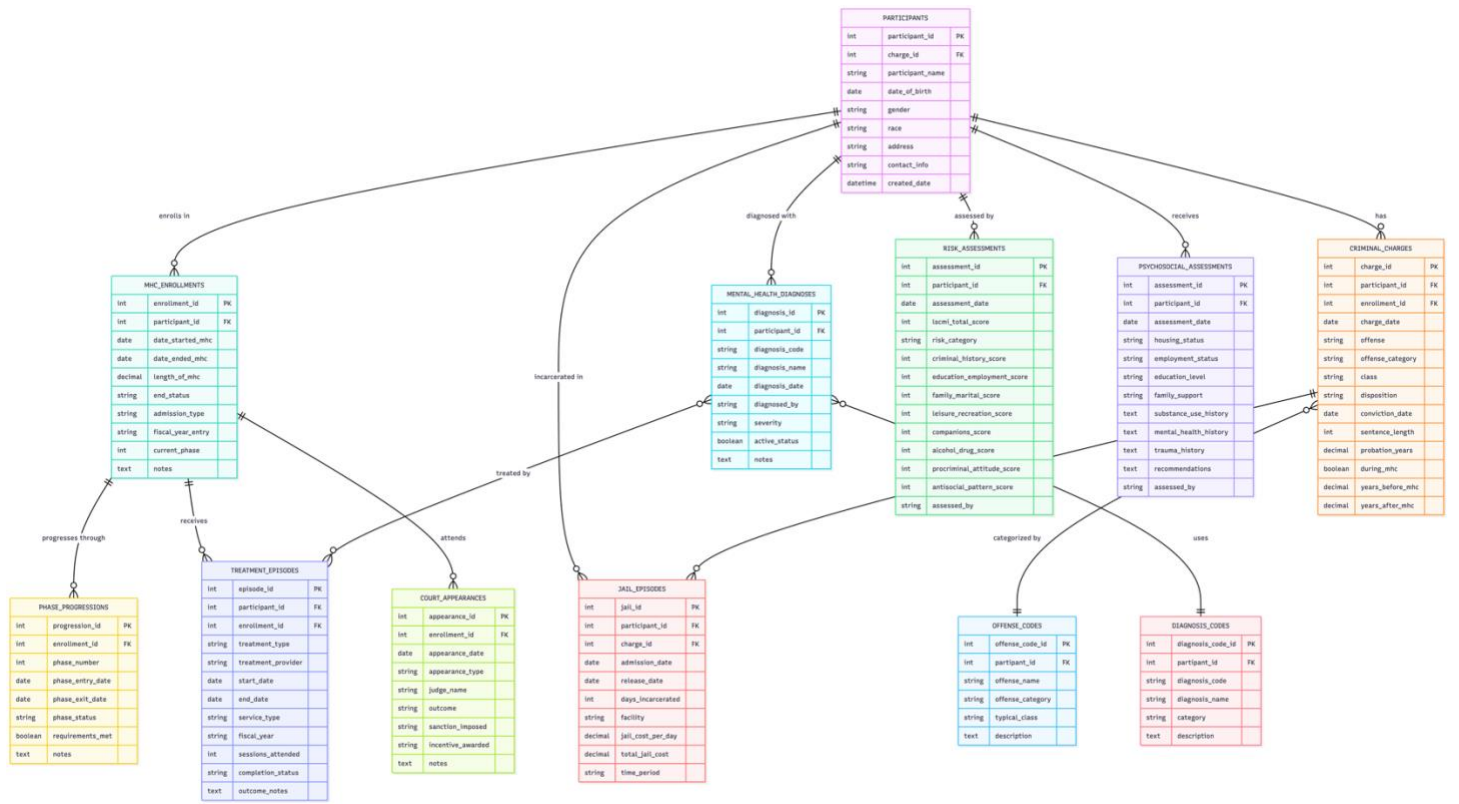 PARTICIPANTS
int participant_id PK
int charge_id FK
string participant_name
date date_of_birth
string gender
string race
string address
string contact_info
datetime created_date
enrolls in
diagnosed with
assessed by
receives
has
MHC_ENROLLMENTS
int enrollment_id PK
int participant_id FK
date date_started_mhc
date date_ended_mhc
decimal length_of_mhc
string end_status
string admission_type
string fiscal_year_entry
int current_phase
text notes
MENTAL_HEALTH_DIAGNOSES
int diagnosis_id PK
int participant_id FK
string diagnosis_code
string diagnosis_name
date diagnosis_date
string diagnosed_by
string severity
boolean active_status
text notes
RISK_ASSESSMENTS
int assessment_id PK
int participant_id FK
date assessment_date
int lscmi_total_score
string risk_category
int criminal_history_score
int education_employment_score
int family_marital_score
int leisure_recreation_score
int companions_score
int alcohol_drug_score
int procriminal_attitude_score
int antisocial_pattern_score
string assessed_by
PSYCHOSOCIAL_ASSESSMENTS
int assessment_id PK
int participant_id FK
date assessment_date
string housing_status
string employment_status
string education_level
string family_support
text substance_use_history
text mental_health_history
text trauma_history
text recommendations
string assessed_by
CRIMINAL_CHARGES
int charge_id PK
int participant_id FK
int enrollment_id FK
date charge_date
string offense
string offense_category
string class
string disposition
date conviction_date
int sentence_length
decimal probation_years
boolean during_mhc
decimal years_before_mhc
decimal years_after_mhc
incarcerated in
treated by
progresses through
receives
attends
categorized by
uses
PHASE_PROGRESSIONS
int progression_id PK
int enrollment_id FK
int phase_number
date phase_entry_date
date phase_exit_date
string phase_status
boolean requirements_met
text notes
TREATMENT_EPISODES
int episode_id PK
int participant_id FK
int enrollment_id FK
string treatment_type
string treatment_provider
date start_date
date end_date
string service_type
string fiscal_year
int sessions_attended
string completion_status
text outcome_notes
COURT_APPEARANCES
int appearance_id PK
int enrollment_id FK
date appearance_date
string appearance_type
string judge_name
string outcome
string sanction_imposed
string incentive_awarded
text notes
JAIL_EPISODES
int jail_id PK
int participant_id FK
int charge_id FK
date admission_date
date release_date
int days_incarcerated
string facility
decimal jail_cost_per_day
decimal total_jail_cost
string time_period
OFFENSE_CODES
int offense_code_id PK
int partipant_id FK
string offense_name
string offense_category
string typical_class
text description
DIAGNOSIS_CODES
int diagnosis_code_id PK
int partipant_id FK
string diagnosis_code
string diagnosis_name
string category
text description